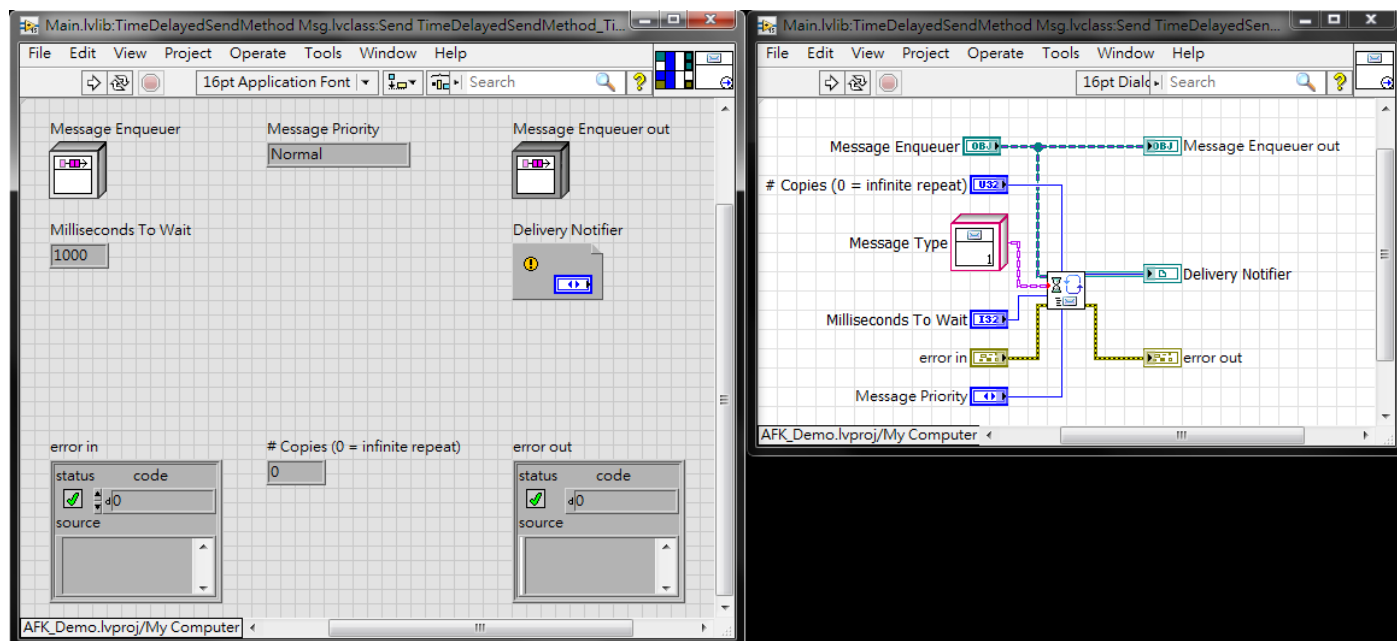 Main.lvlib:TimeDelayedSendMethod Msg.lvclass:Send TimeDelayedSendMethod_Ti...
File Edit View Project Operate Tools Window Help
16pt Application Font
Search
Message Enqueuer
Message Priority
Normal
Message Enqueuer out
Milliseconds To Wait
1000
Delivery Notifier
error in
status code
0
source
# Copies (0 = infinite repeat)
0
error out
status code
0
source
AFK_Demo.lvproj/My Computer
Main.lvlib:TimeDelayedSendMethod Msg.lvclass:Send TimeDelayedSen...
File Edit View Project Operate Tools Window Help
16pt Dialc
Search
Message Enqueuer OBJ
OBJ Message Enqueuer out
# Copies (0 = infinite repeat) U32
Message Type
1
Delivery Notifier
Milliseconds To Wait I32
error in
error out
Message Priority
AFK_Demo.lvproj/My Computer